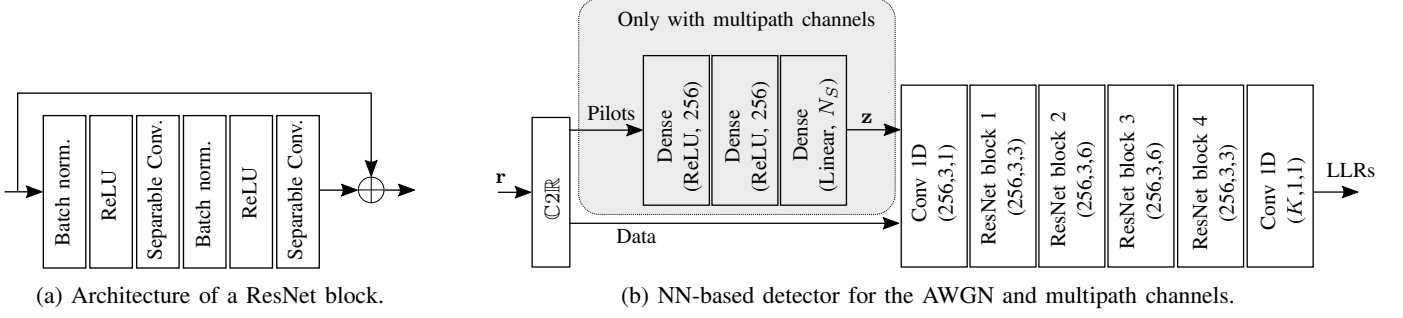 Only with multipath channels
Batch norm.
ReLU
Separable Conv.
Batch norm.
ReLU
Separable Conv.
r
ℂ2ℝ
Pilots
Data
Dense
(ReLU, 256)
Dense
(ReLU, 256)
Dense
(Linear, N_S)
z
Conv 1D
(256,3,1)
ResNet block 1
(256,3,3)
ResNet block 2
(256,3,6)
ResNet block 3
(256,3,6)
ResNet block 4
(256,3,3)
Conv 1D
(K,1,1)
LLRs
(a) Architecture of a ResNet block.
(b) NN-based detector for the AWGN and multipath channels.